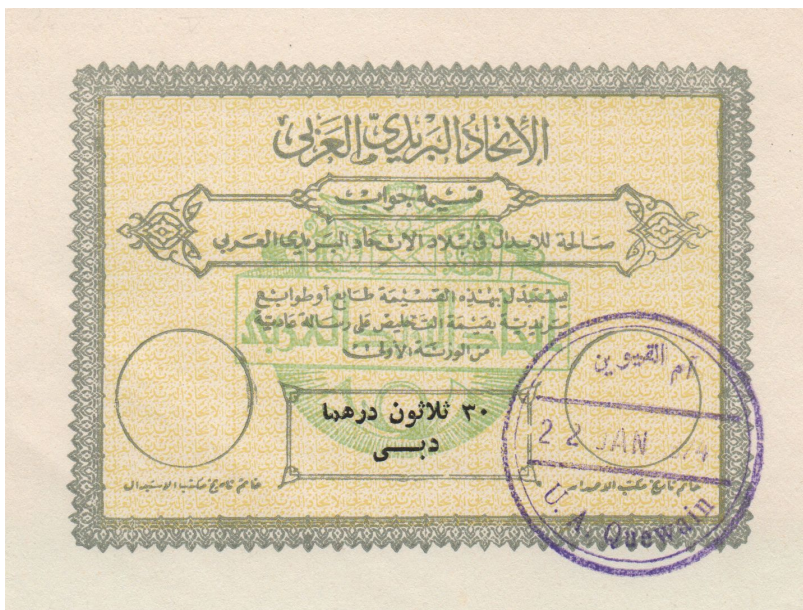 الاتحاد البريدي العربي
قسيمة جواب
صالحة للابدال في بلاد الاتحاد البريدي العربي
يستبدل بهذه القسيمة طابع أو طوابع
بريدية بقيمة التخليص على رسالة عادية
من الوزنة الأولى
٣٠ ثلاثون درهما
دبـــى
خاتم تاريخ مكتب الاستبدال
خاتم تاريخ مكتب الاصدار
أم القيوين
22 JAN
U.A. Quewain